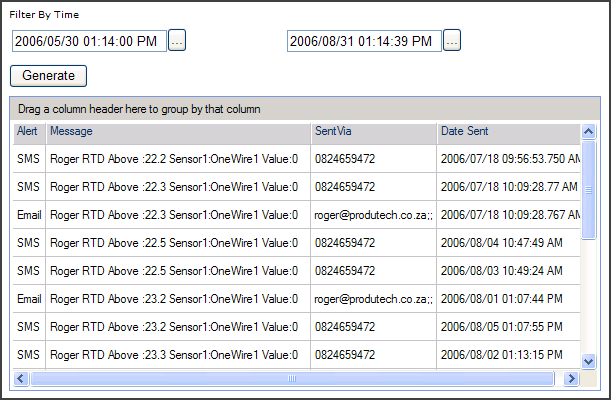 Filter By Time
2006/05/30 01:14:00 PM ... 2006/08/31 01:14:39 PM ...
Generate
Drag a column header here to group by that column
Alert Message SentVia Date Sent
SMS Roger RTD Above :22.2 Sensor1:OneWire1 Value:0 0824659472 2006/07/18 09:56:53.750 AM
SMS Roger RTD Above :22.3 Sensor1:OneWire1 Value:0 0824659472 2006/07/18 10:09:28.77 AM
Email Roger RTD Above :22.3 Sensor1:OneWire1 Value:0 roger@produtech.co.za;; 2006/07/18 10:09:28.767 AM
SMS Roger RTD Above :22.5 Sensor1:OneWire1 Value:0 0824659472 2006/08/04 10:47:49 AM
SMS Roger RTD Above :22.5 Sensor1:OneWire1 Value:0 0824659472 2006/08/03 10:49:24 AM
Email Roger RTD Above :23.2 Sensor1:OneWire1 Value:0 roger@produtech.co.za;; 2006/08/01 01:07:44 PM
SMS Roger RTD Above :23.2 Sensor1:OneWire1 Value:0 0824659472 2006/08/05 01:07:55 PM
SMS Roger RTD Above :23.3 Sensor1:OneWire1 Value:0 0824659472 2006/08/02 01:13:15 PM